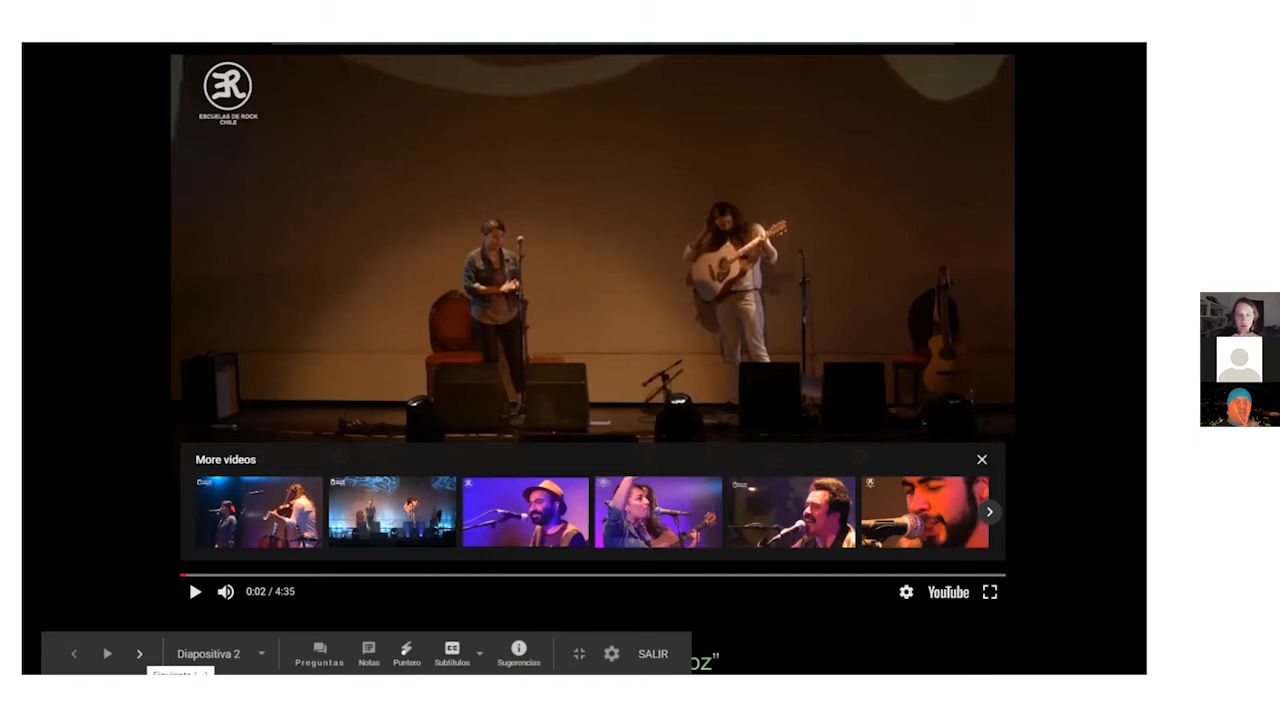 ESCUELAS DE ROCK
CHILE
More videos
0:02 / 4:35
YouTube
Diapositiva 2
Preguntas
Notas
Puntero
Subtítulos
Sugerencias
SALIR
oz”